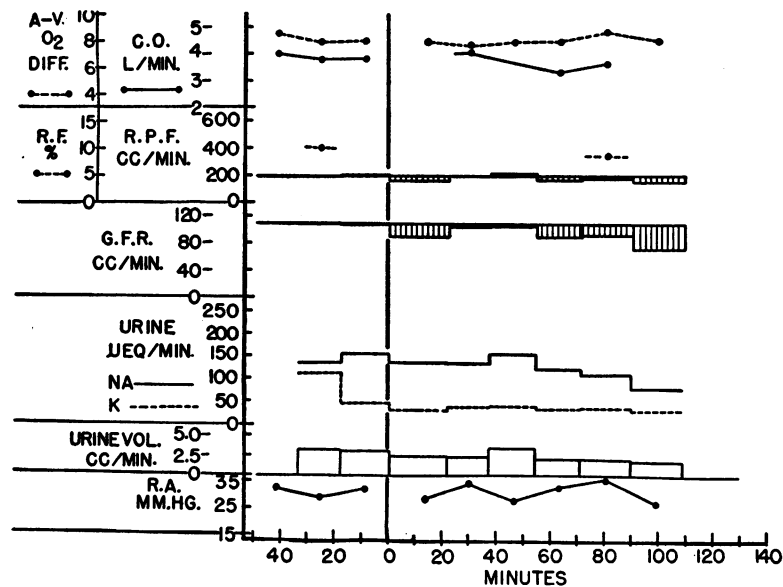 A-V. 10
O2 8 C.O. 5
DIFF. 6 L/MIN. 4
4 3
2
R.F. 15 R.P.F. 600
% 10 CC/MIN. 400
5 200
0 0
G.F.R. 120
CC/MIN. 80
40
0
URINE 250
µEQ/MIN. 200
150
NA 100
K 50
0
URINE VOL. 5.0
CC/MIN. 2.5
0
R.A. 35
MM.HG. 25
15
40 20 0 20 40 60 80 100 120 140
MINUTES